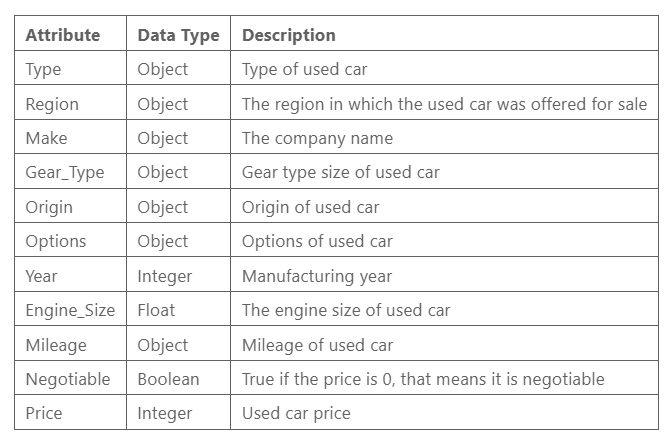 Attribute Data Type Description
Type Object Type of used car
Region Object The region in which the used car was offered for sale
Make Object The company name
Gear_Type Object Gear type size of used car
Origin Object Origin of used car
Options Object Options of used car
Year Integer Manufacturing year
Engine_Size Float The engine size of used car
Mileage Object Mileage of used car
Negotiable Boolean True if the price is 0, that means it is negotiable
Price Integer Used car price